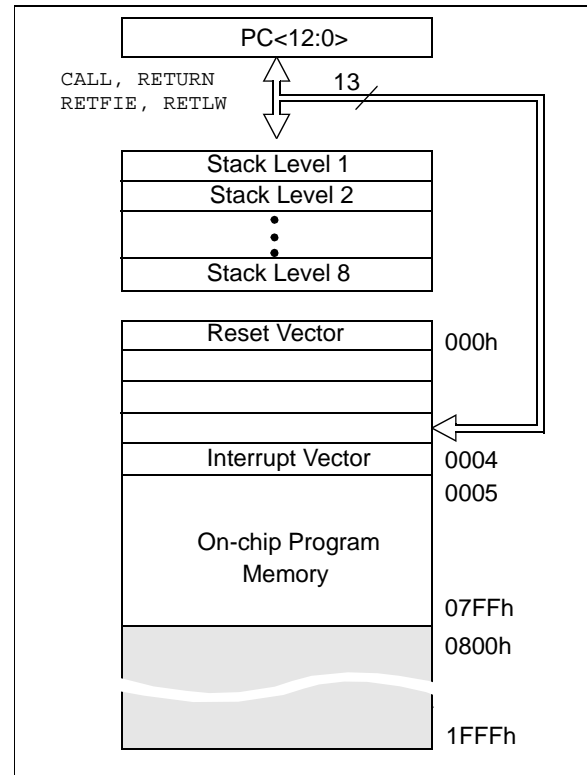 PC<12:0>
CALL, RETURN
RETFIE, RETLW
13
Stack Level 1
Stack Level 2
Stack Level 8
Reset Vector
000h
Interrupt Vector
0004
0005
On-chip Program
Memory
07FFh
0800h
1FFFh